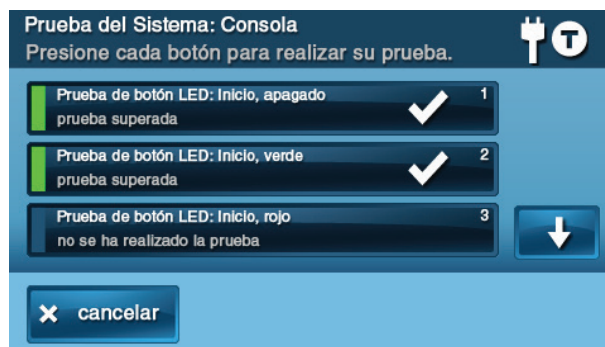 Prueba del Sistema: Consola
Presione cada botón para realizar su prueba.
T
Prueba de botón LED: Inicio, apagado
1
prueba superada
Prueba de botón LED: Inicio, verde
2
prueba superada
Prueba de botón LED: Inicio, rojo
3
no se ha realizado la prueba
cancelar